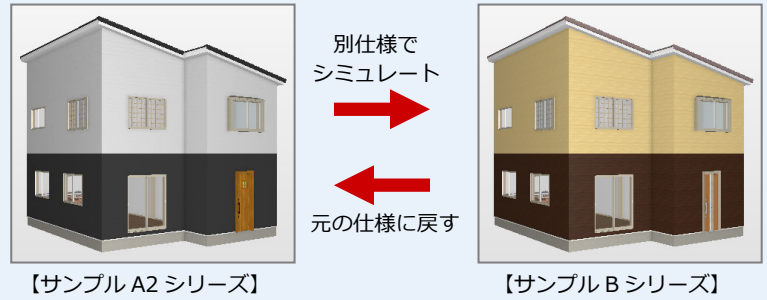 別仕様で
シミュレート
元の仕様に戻す
【サンプル A2 シリーズ】
【サンプル B シリーズ】